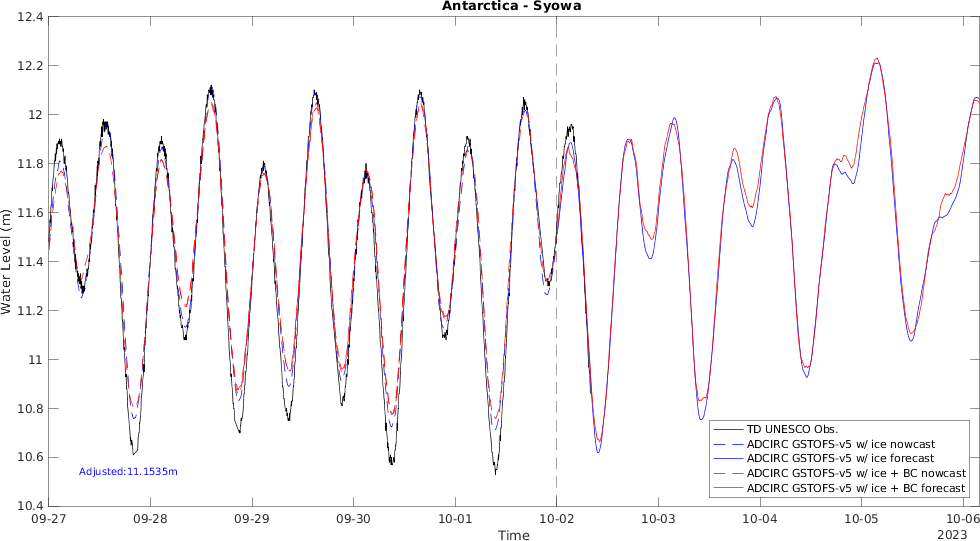 Antarctica - Syowa
12.4
12.2
12
11.8
11.6
11.4
11.2
11
10.8
10.6
10.4
Water Level (m)
Adjusted:11.1535m
TD UNESCO Obs.
ADCIRC GSTOFS-v5 w/ ice nowcast
ADCIRC GSTOFS-v5 w/ ice forecast
ADCIRC GSTOFS-v5 w/ ice + BC nowcast
ADCIRC GSTOFS-v5 w/ ice + BC forecast
09-27 09-28 09-29 09-30 10-01 10-02 10-03 10-04 10-05 10-06
Time
2023